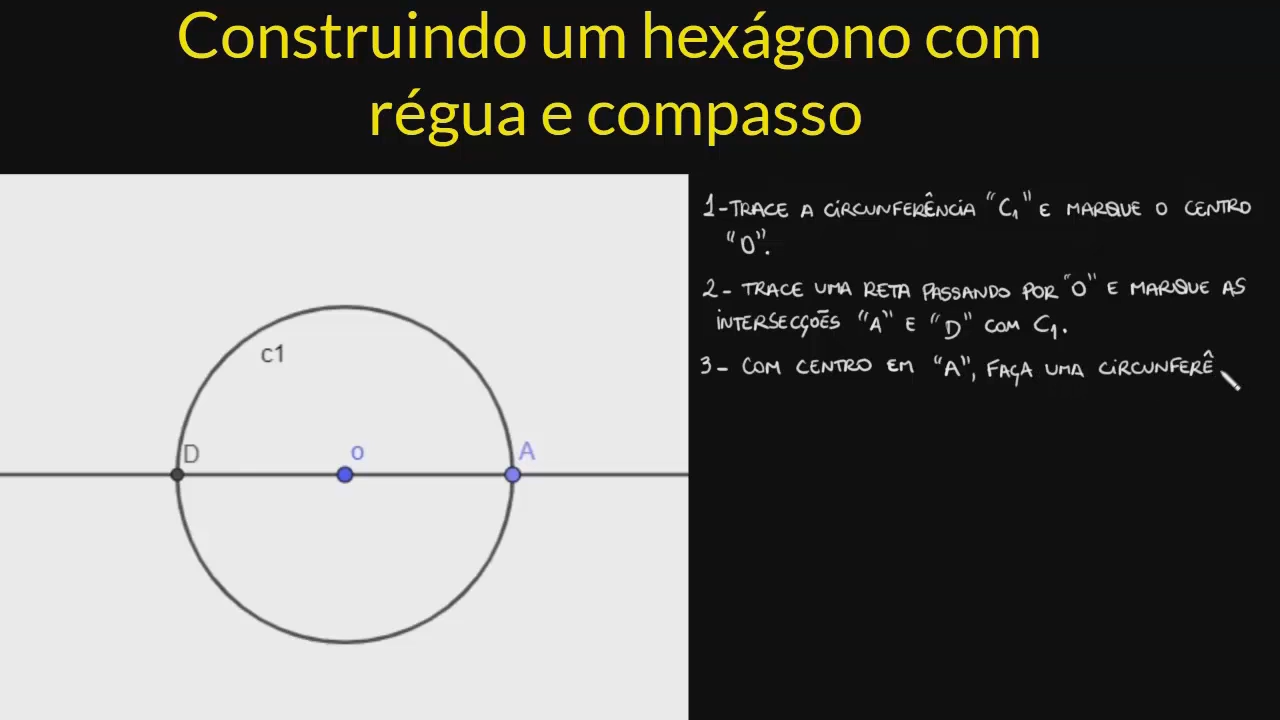 Construindo um hexágono com
régua e compasso
1-TRACE A CIRCUNFERÊNCIA "C₁" E MARQUE O CENTRO
"O".
2- TRACE UMA RETA PASSANDO POR "O" E MARQUE AS
INTERSECÇÕES "A" E "D" COM C₁.
3- COM CENTRO EM "A", FAÇA UMA CIRCUNFERÊ
c1
D
o
A